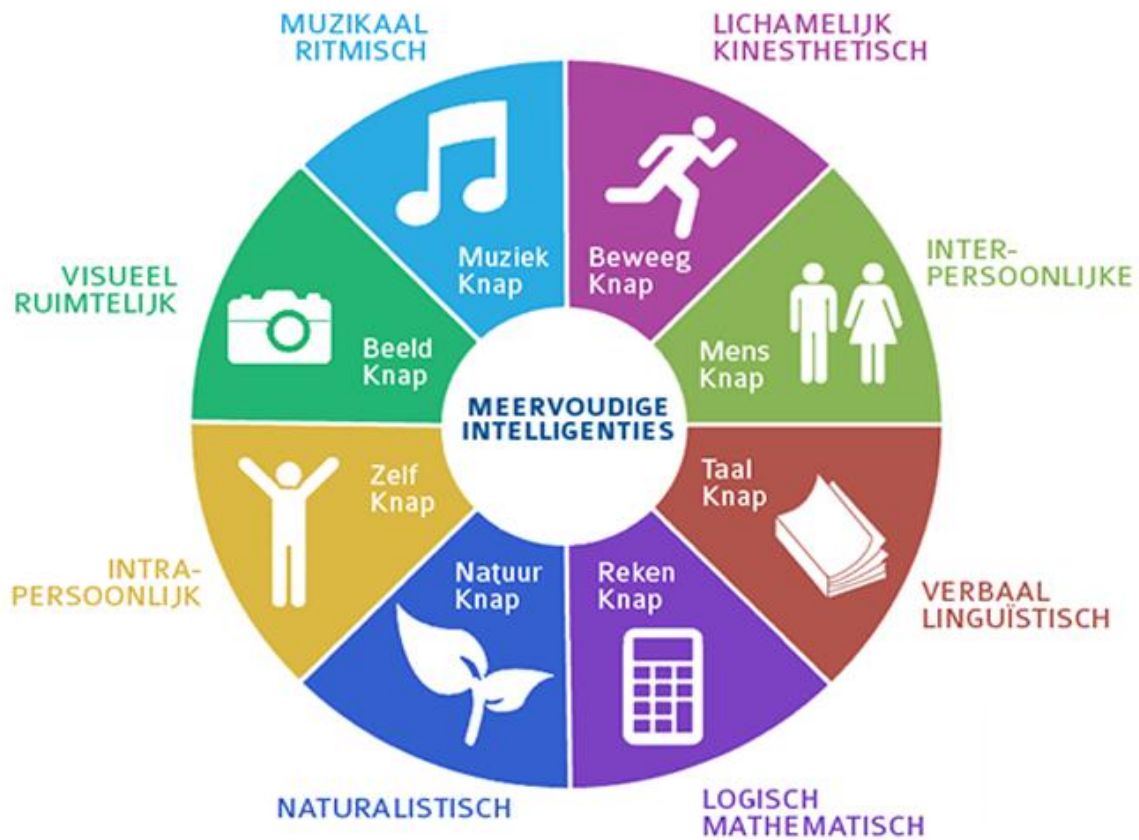 MUZIKAAL
RITMISCH
LICHAMELIJK
KINESTHETISCH
Muziek
Knap
Beweeg
Knap
VISUEEL
RUIMTELIJK
INTER-
PERSOONLIJKE
Beeld
Knap
Mens
Knap
MEERVOUDIGE
INTELLIGENTIES
Zelf
Knap
Taal
Knap
INTRA-
PERSOONLIJK
Natuur
Knap
Reken
Knap
VERBAAL
LINGUÏSTISCH
NATURALISTISCH
LOGISCH
MATHEMATISCH